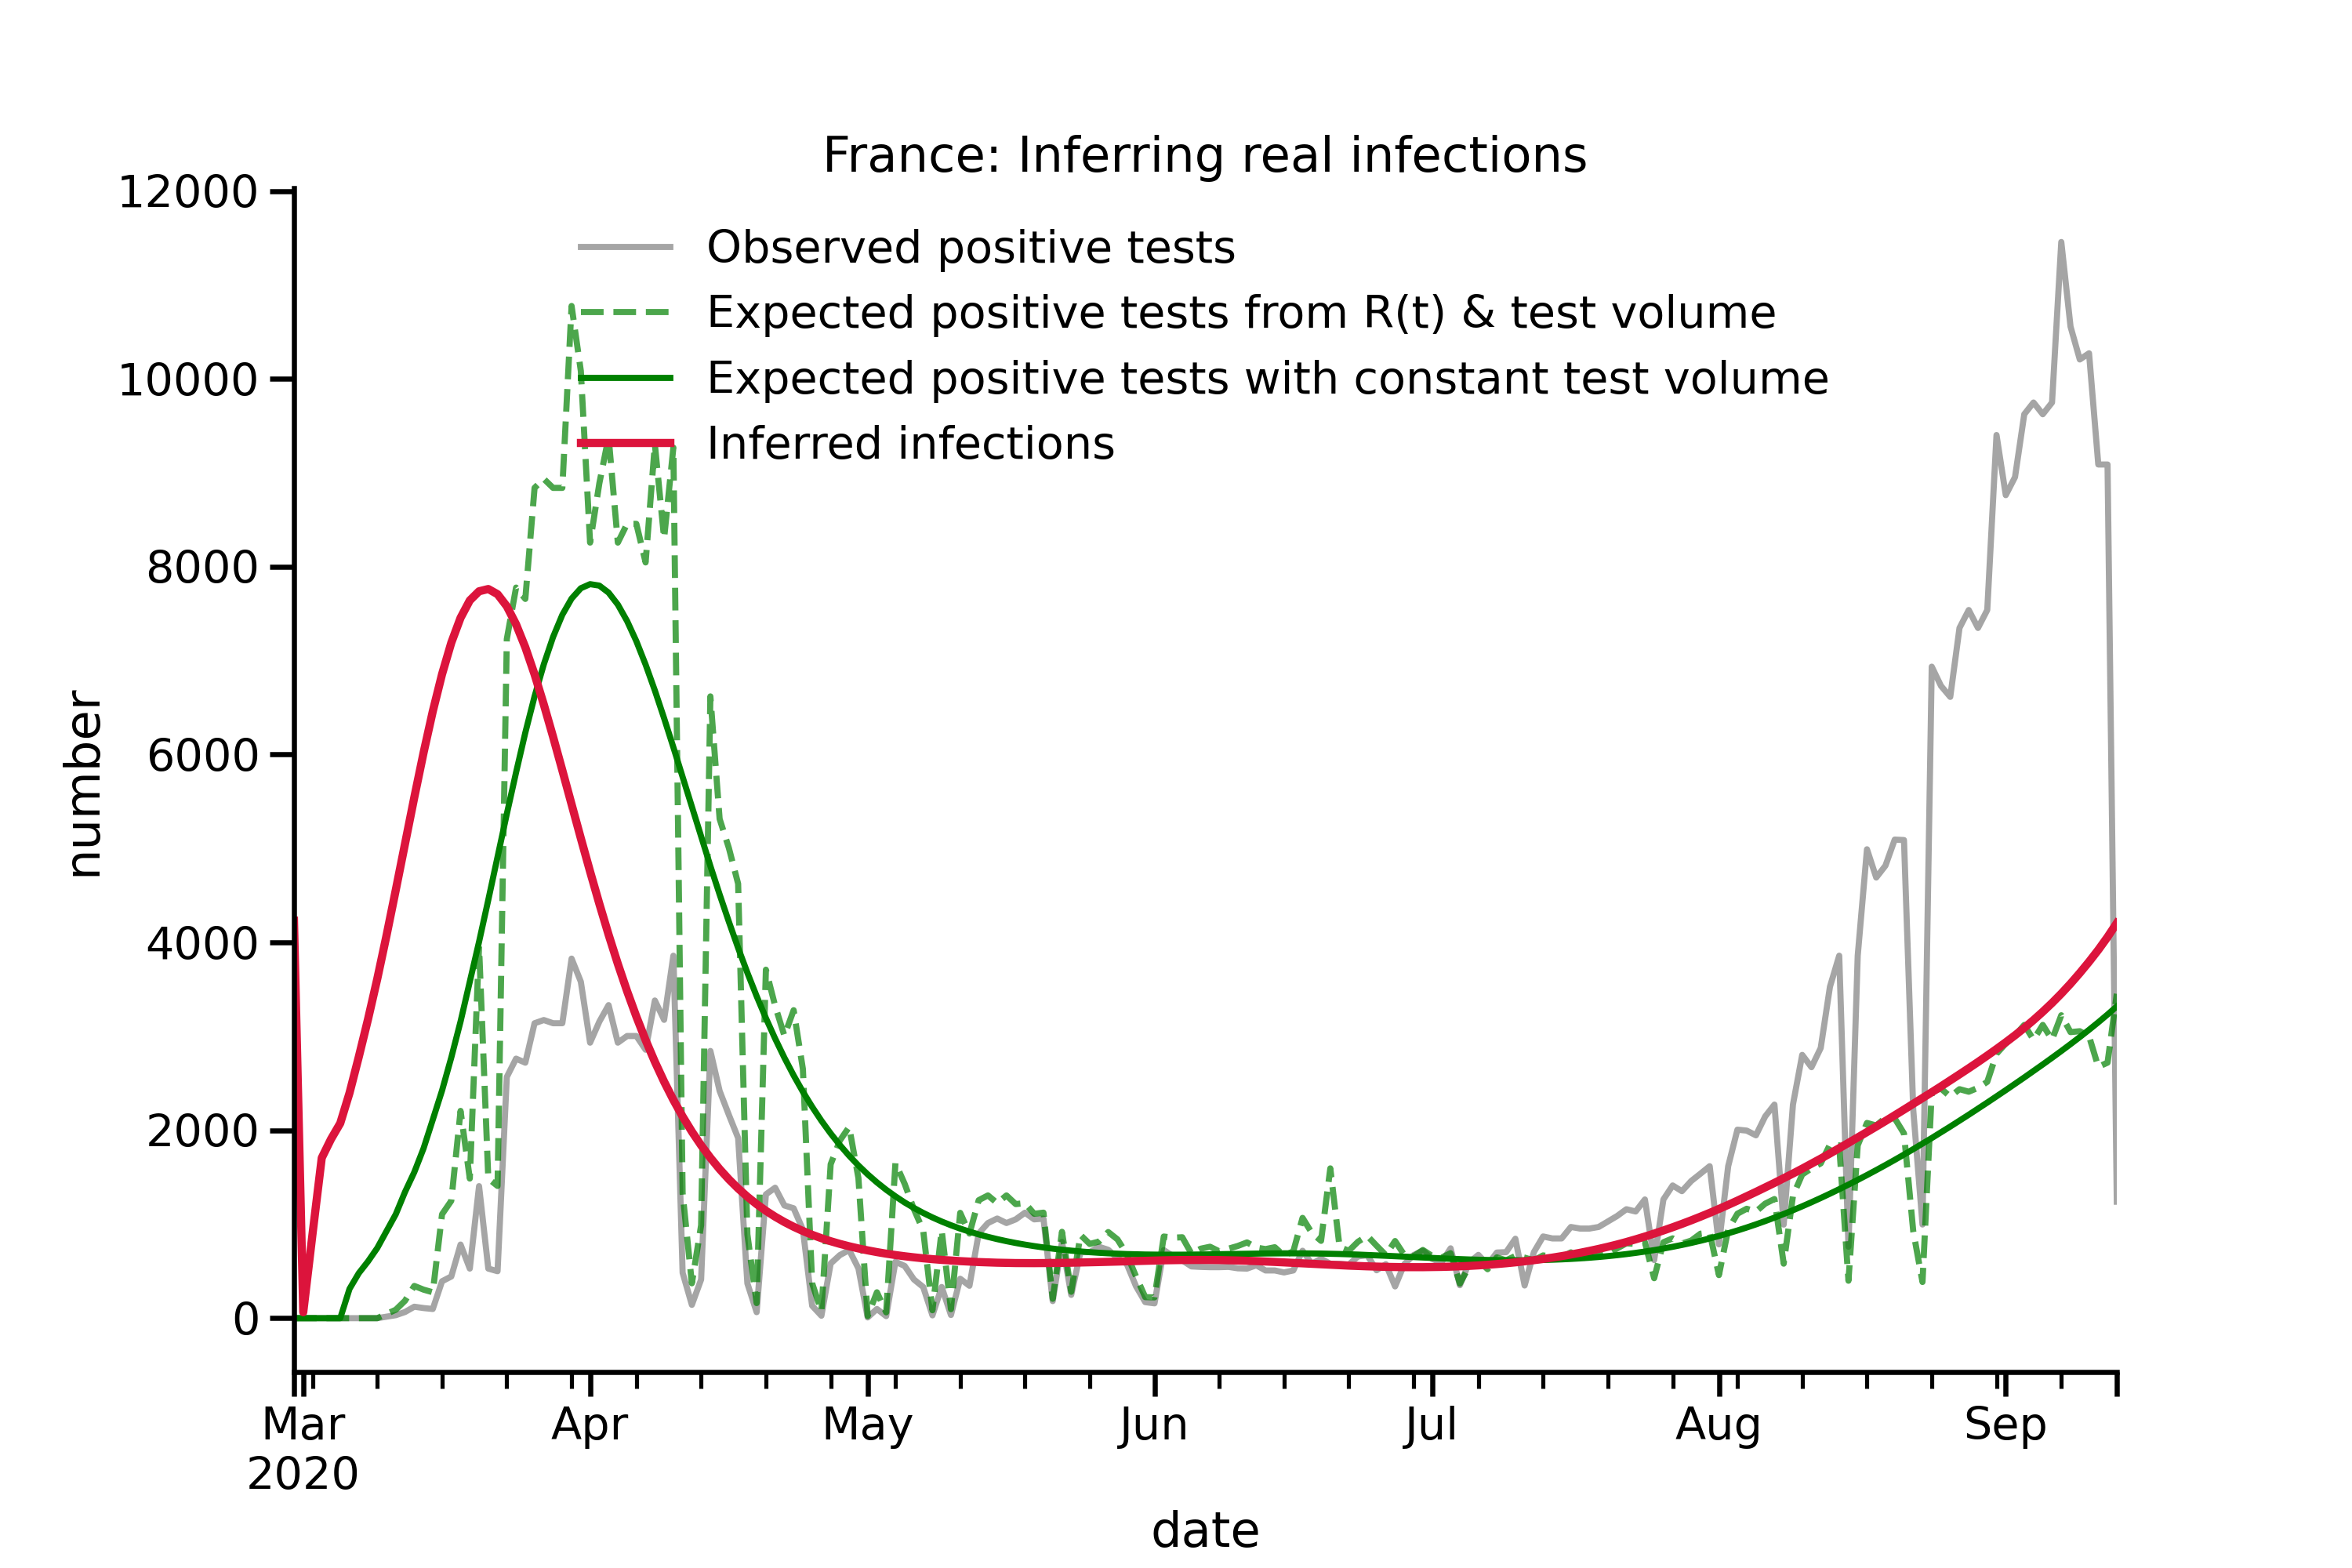 France: Inferring real infections
12000
10000
8000
6000
4000
2000
0
number
Observed positive tests
Expected positive tests from R(t) & test volume
Expected positive tests with constant test volume
Inferred infections
Mar Apr May Jun Jul Aug Sep
2020
date